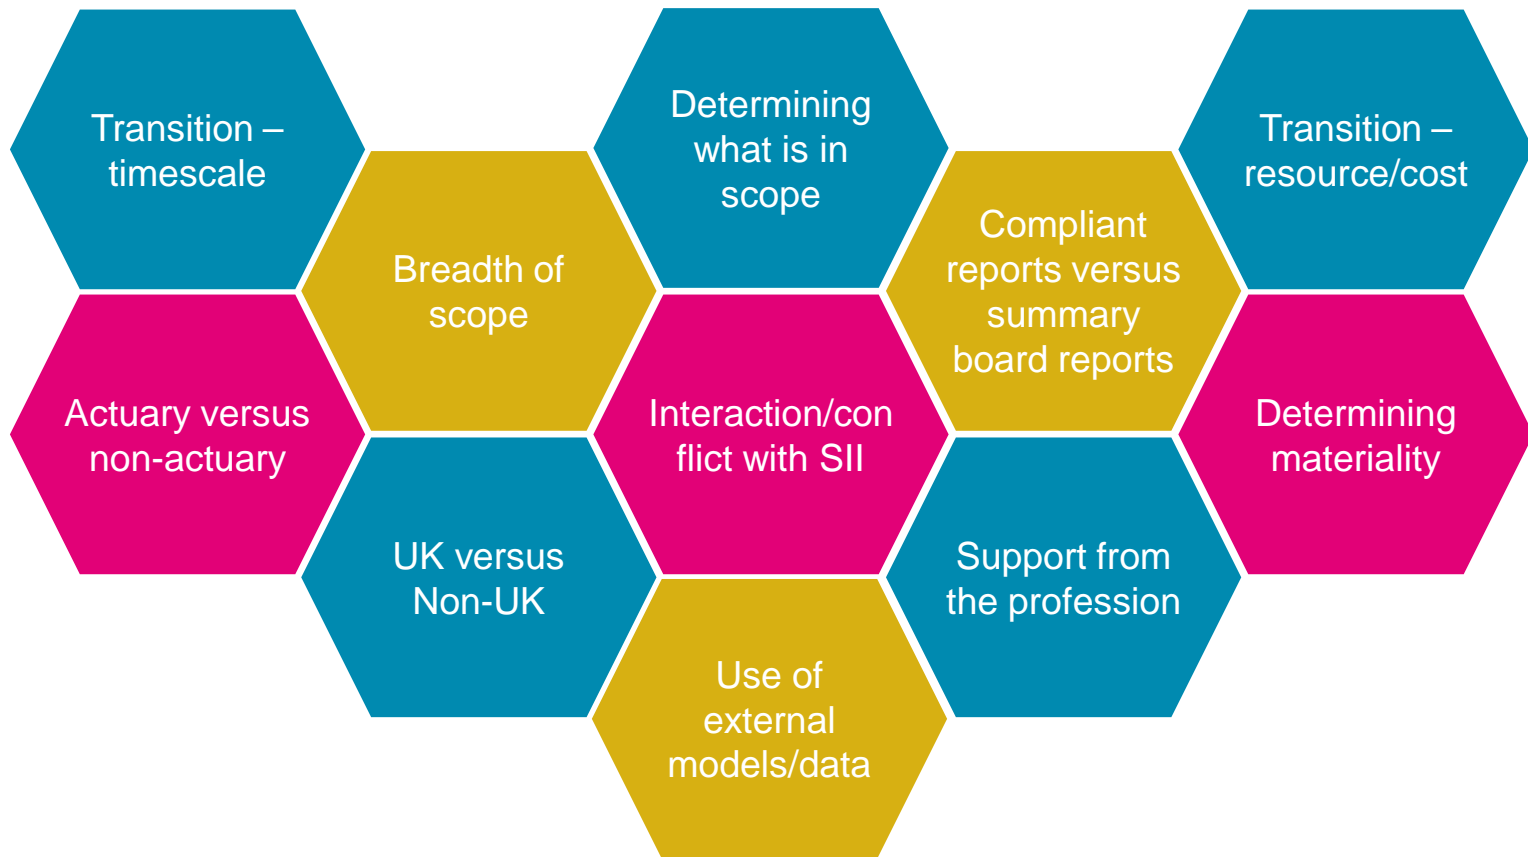 Transition –
timescale
Determining
what is in
scope
Transition –
resource/cost
Breadth of
scope
Compliant
reports versus
summary
board reports
Actuary versus
non-actuary
Interaction/con
flict with SII
Determining
materiality
UK versus
Non-UK
Support from
the profession
Use of
external
models/data